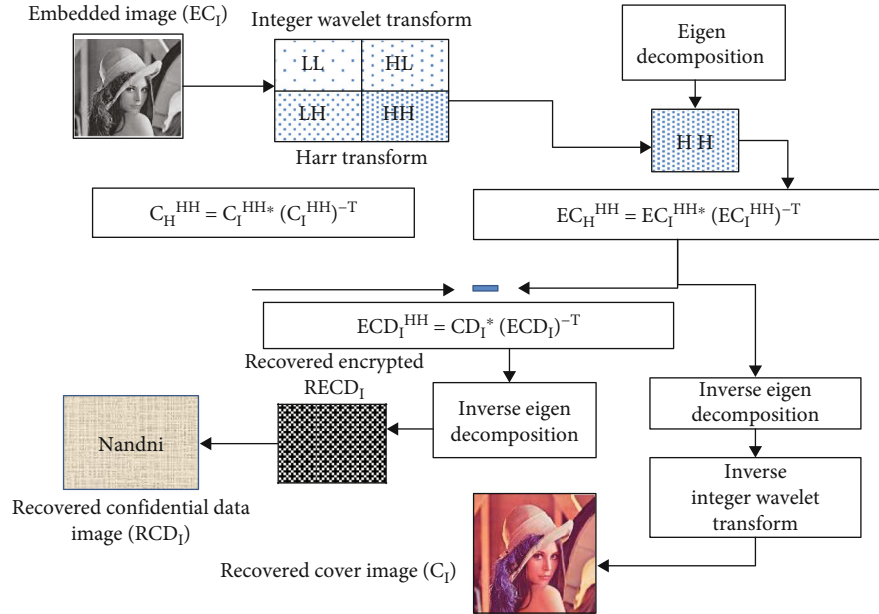 Embedded image (EC_I)
Integer wavelet transform
LL
HL
LH
HH
Harr transform
Eigen
decomposition
H H
C_H^HH = C_I^HH* (C_I^HH)^–T
EC_H^HH = EC_I^HH* (EC_I^HH)^–T
ECD_I^HH = CD_I* (ECD_I)^–T
Recovered encrypted
RECD_I
Inverse eigen
decomposition
Inverse eigen
decomposition
Nandni
Recovered confidential data
image (RCD_I)
Inverse
integer wavelet
transform
Recovered cover image (C_I)